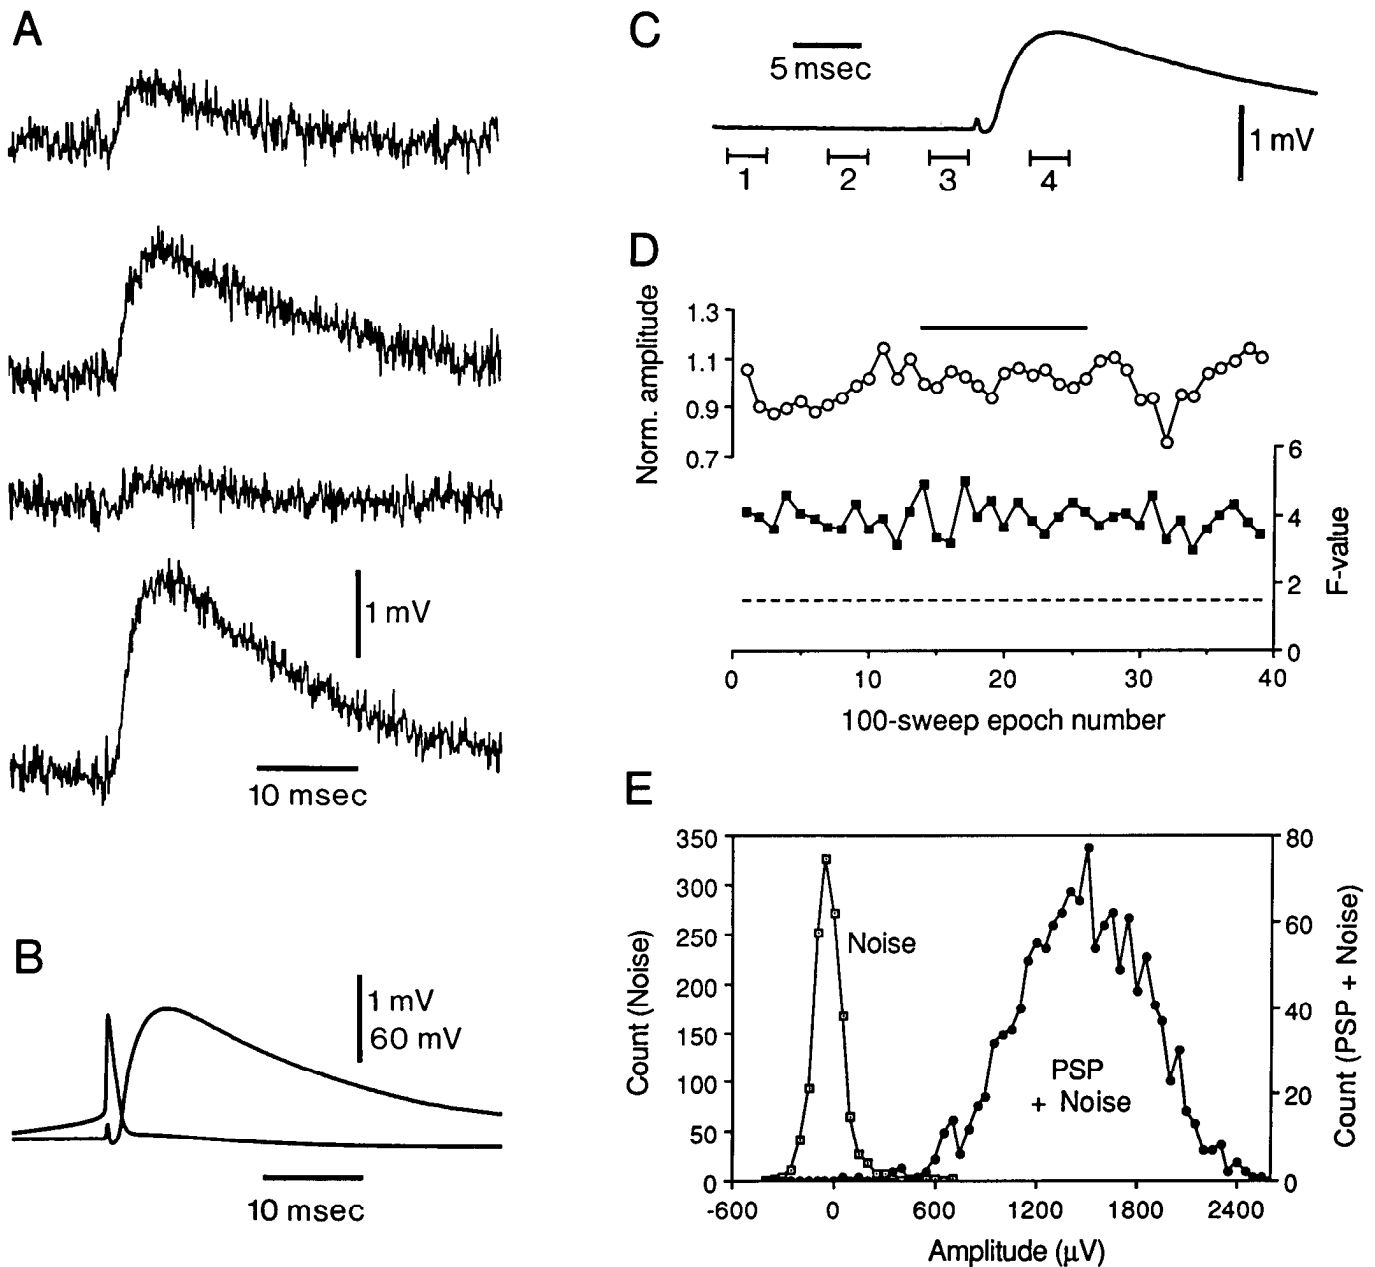 A
1 mV
10 msec
B
1 mV
60 mV
10 msec
C
5 msec
1 mV
1 2 3 4
D
Norm. amplitude
1.3
1.1
0.9
0.7
6
4
2
0
F-value
0 10 20 30 40
100-sweep epoch number
E
Count (Noise)
350
300
250
200
150
100
50
0
Noise
PSP
+ Noise
80
60
40
20
0
Count (PSP + Noise)
-600 0 600 1200 1800 2400
Amplitude (μV)